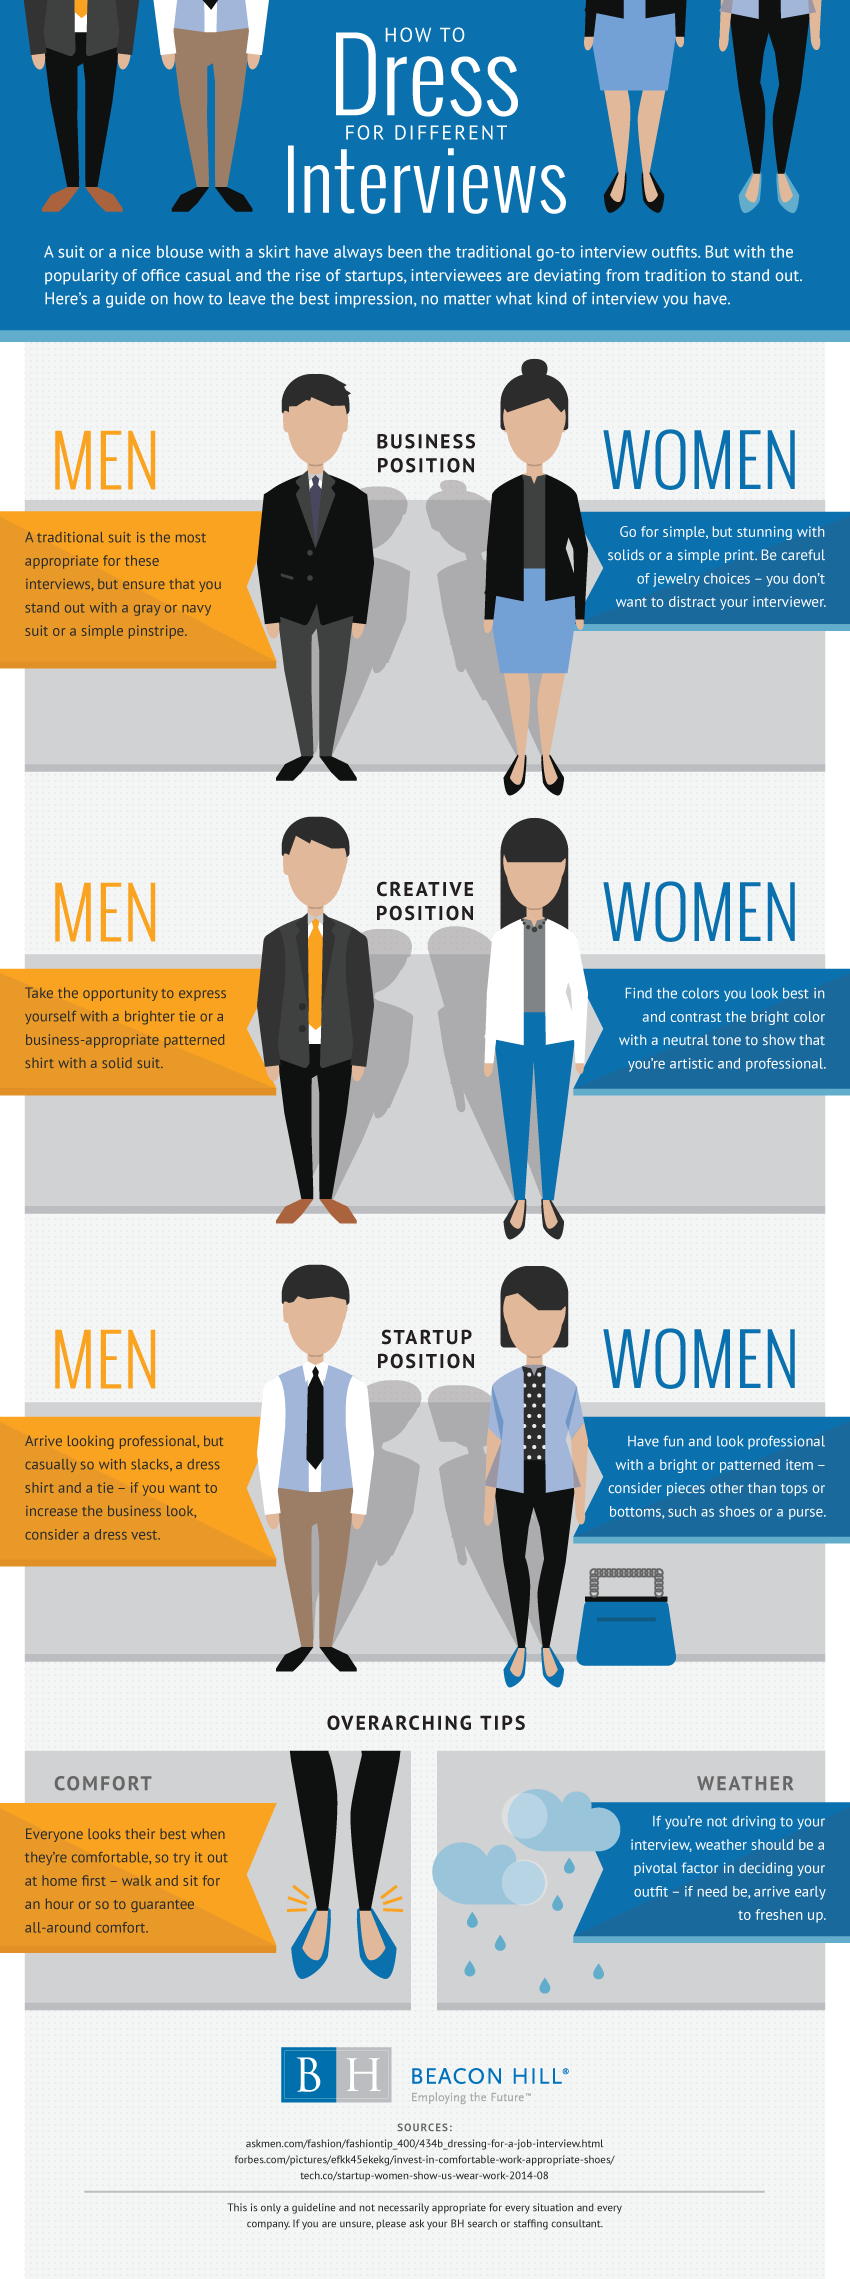 HOW TO
Dress
FOR DIFFERENT
Interviews
A suit or a nice blouse with a skirt have always been the traditional go-to interview outfits. But with the
popularity of office casual and the rise of startups, interviewees are deviating from tradition to stand out.
Here's a guide on how to leave the best impression, no matter what kind of interview you have.
BUSINESS
POSITION
MEN
A traditional suit is the most
appropriate for these
interviews, but ensure that you
stand out with a gray or navy
suit or a simple pinstripe.
WOMEN
Go for simple, but stunning with
solids or a simple print. Be careful
of jewelry choices – you don't
want to distract your interviewer.
CREATIVE
POSITION
MEN
Take the opportunity to express
yourself with a brighter tie or a
business-appropriate patterned
shirt with a solid suit.
WOMEN
Find the colors you look best in
and contrast the bright color
with a neutral tone to show that
you're artistic and professional.
STARTUP
POSITION
MEN
Arrive looking professional, but
casually so with slacks, a dress
shirt and a tie – if you want to
increase the business look,
consider a dress vest.
WOMEN
Have fun and look professional
with a bright or patterned item –
consider pieces other than tops or
bottoms, such as shoes or a purse.
OVERARCHING TIPS
COMFORT
Everyone looks their best when
they're comfortable, so try it out
at home first – walk and sit for
an hour or so to guarantee
all-around comfort.
WEATHER
If you're not driving to your
interview, weather should be a
pivotal factor in deciding your
outfit – if need be, arrive early
to freshen up.
B H
BEACON HILL®
Employing the Future™
SOURCES:
askmen.com/fashion/fashiontip_400/434b_dressing-for-a-job-interview.html
forbes.com/pictures/efkk45ekekg/invest-in-comfortable-work-appropriate-shoes/
tech.co/startup-women-show-us-wear-work-2014-08
This is only a guideline and not necessarily appropriate for every situation and every
company. If you are unsure, please ask your BH search or staffing consultant.